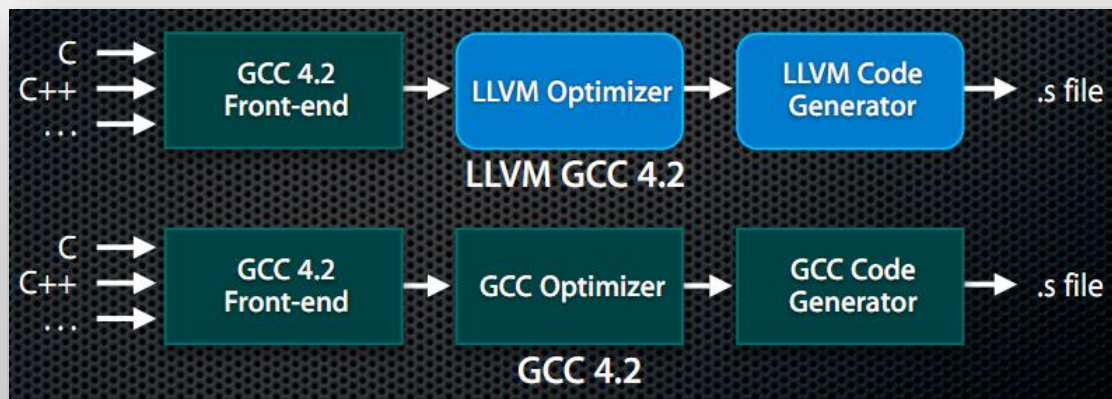 C
C++
...
GCC 4.2
Front-end
LLVM Optimizer
LLVM Code
Generator
.s file
LLVM GCC 4.2
C
C++
...
GCC 4.2
Front-end
GCC Optimizer
GCC Code
Generator
.s file
GCC 4.2